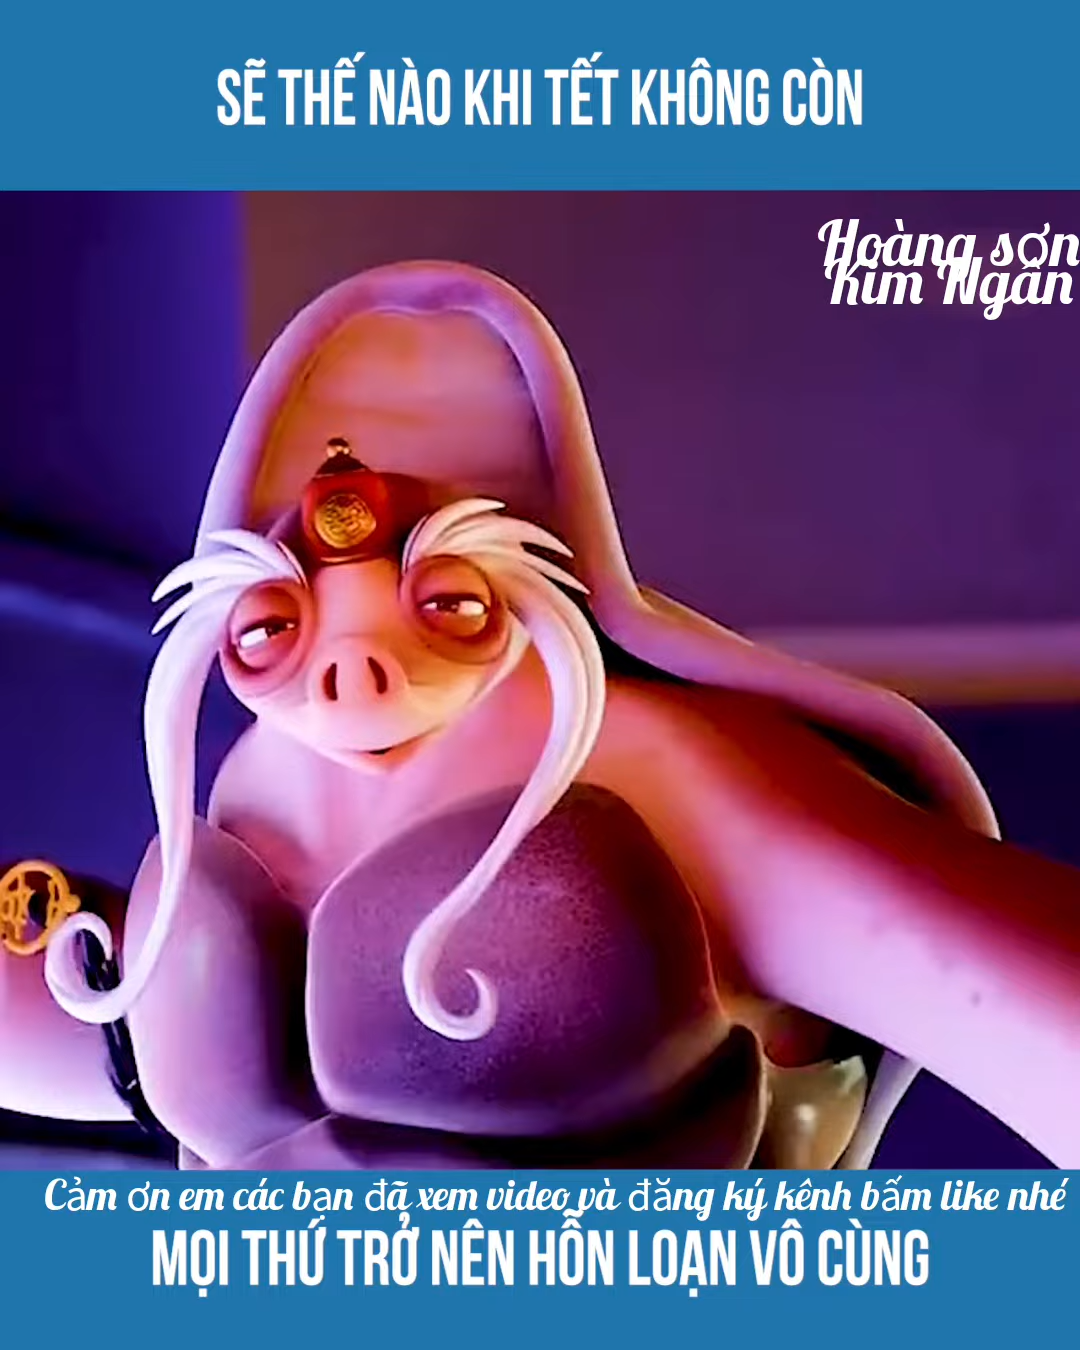 SẼ THẾ NÀO KHI TẾT KHÔNG CÒN
Hoàng sơn
Kim Ngân
Cảm ơn em các bạn đã xem video và đăng ký kênh bấm like nhé
MỌI THỨ TRỞ NÊN HỖN LOẠN VÔ CÙNG